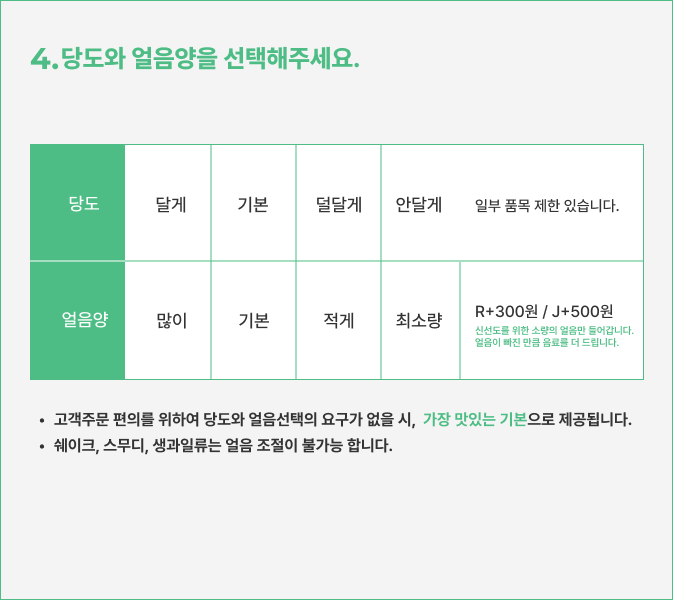 4.당도와 얼음양을 선택해주세요.
당도 달게 기본 덜달게 안달게 일부 품목 제한 있습니다.
얼음양 많이 기본 적게 최소량 R+300원 / J+500원
신선도를 위한 소량의 얼음만 들어갑니다.
얼음이 빠진 만큼 음료를 더 드립니다.
• 고객주문 편의를 위하여 당도와 얼음선택의 요구가 없을 시, 가장 맛있는 기본으로 제공됩니다.
• 쉐이크, 스무디, 생과일류는 얼음 조절이 불가능 합니다.